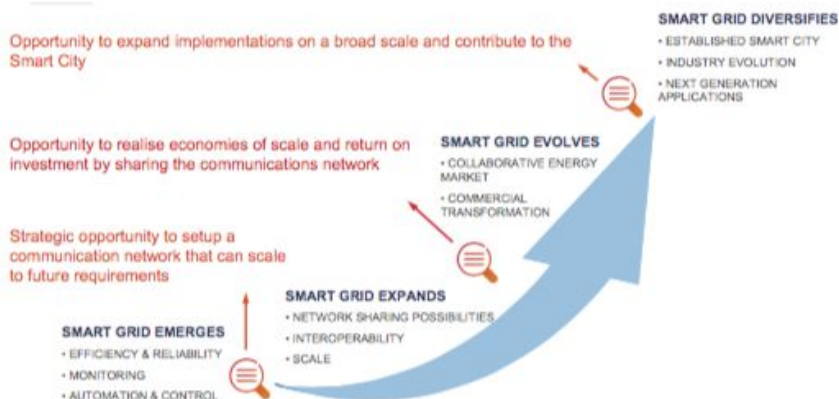 SMART GRID DIVERSIFIES
• ESTABLISHED SMART CITY
• INDUSTRY EVOLUTION
• NEXT GENERATION
APPLICATIONS
Opportunity to expand implementations on a broad scale and contribute to the
Smart City
Opportunity to realise economies of scale and return on
investment by sharing the communications network
SMART GRID EVOLVES
• COLLABORATIVE ENERGY
MARKET
• COMMERCIAL
TRANSFORMATION
Strategic opportunity to setup a
communication network that can scale
to future requirements
SMART GRID EXPANDS
• NETWORK SHARING POSSIBILITIES
• INTEROPERABILITY
• SCALE
SMART GRID EMERGES
• EFFICIENCY & RELIABILITY
• MONITORING
• AUTOMATION & CONTROL